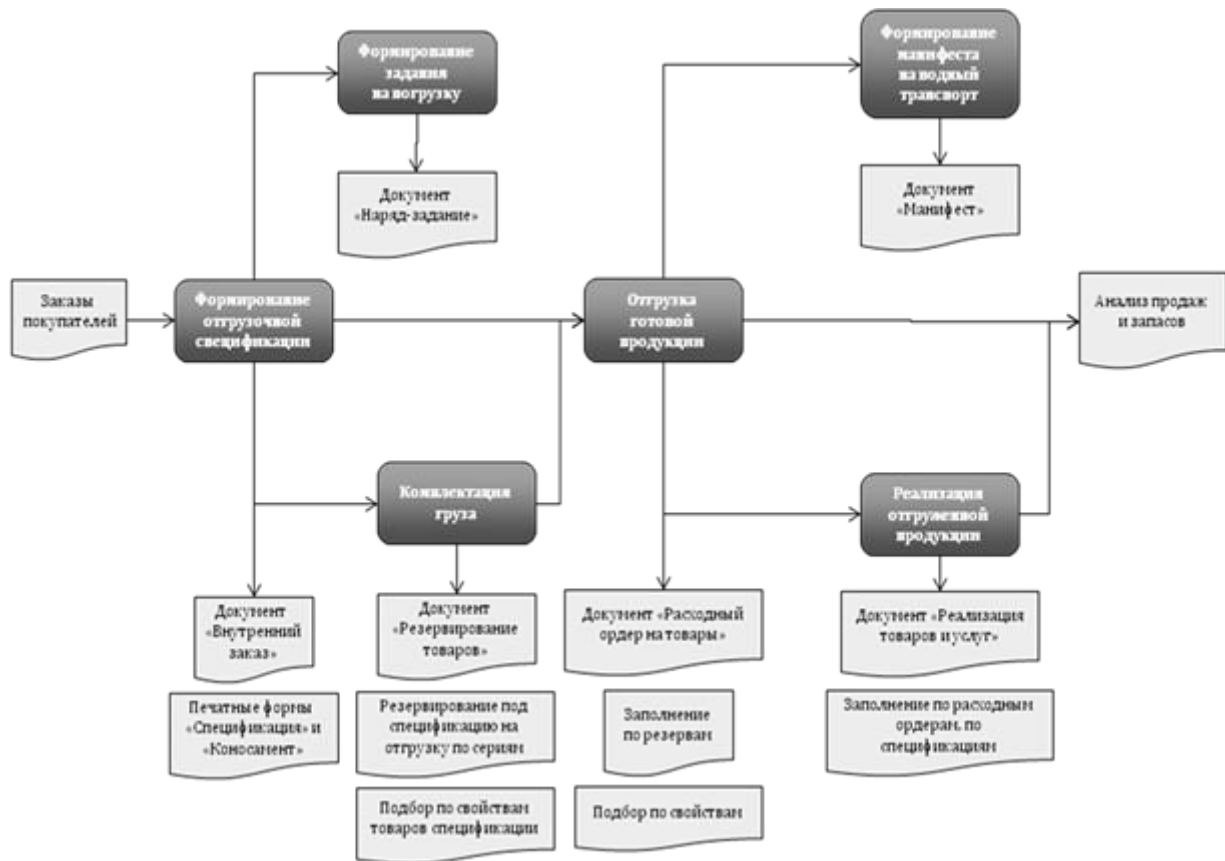 Формирование
задания
на погрузку
Формирование
манифеста
на водный
транспорт
Документ
«Наряд-задание»
Документ
«Манифест»
Заказы
покупателей
Формирование
отгрузочной
спецификации
Отгрузка
готовой
продукции
Анализ продаж
и запасов
Комплектация
груза
Реализация
отгруженной
продукции
Документ
«Внутренний
заказ»
Документ
«Резервирование
товаров»
Документ «Расходный
ордер на товары»
Документ «Реализация
товаров и услуг»
Печатные формы
«Спецификация» и
«Коносамент»
Резервирование под
спецификацию на
отгрузку по сериям
Заполнение
по резервам
Заполнение по расходным
ордерам, по
спецификациям
Подбор по свойствам
товаров спецификации
Подбор по свойствам